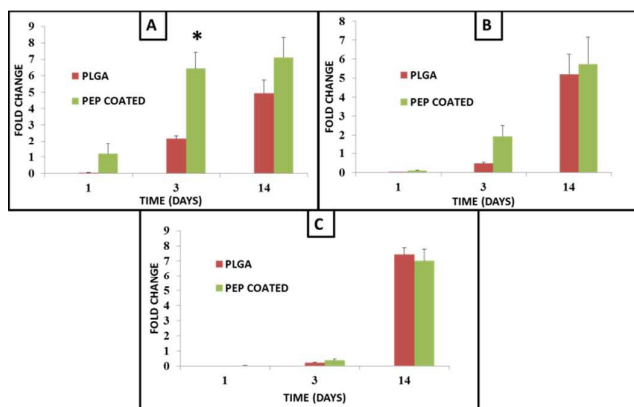 A
*
FOLD CHANGE
9
8
7
6
5
4
3
2
1
0
PLGA
PEP COATED
1 3 14
TIME (DAYS)
B
FOLD CHANGE
8
7
6
5
4
3
2
1
0
PLGA
PEP COATED
1 3 14
TIME (DAYS)
C
FOLD CHANGE
9
8
7
6
5
4
3
2
1
0
PLGA
PEP COATED
1 3 14
TIME (DAYS)